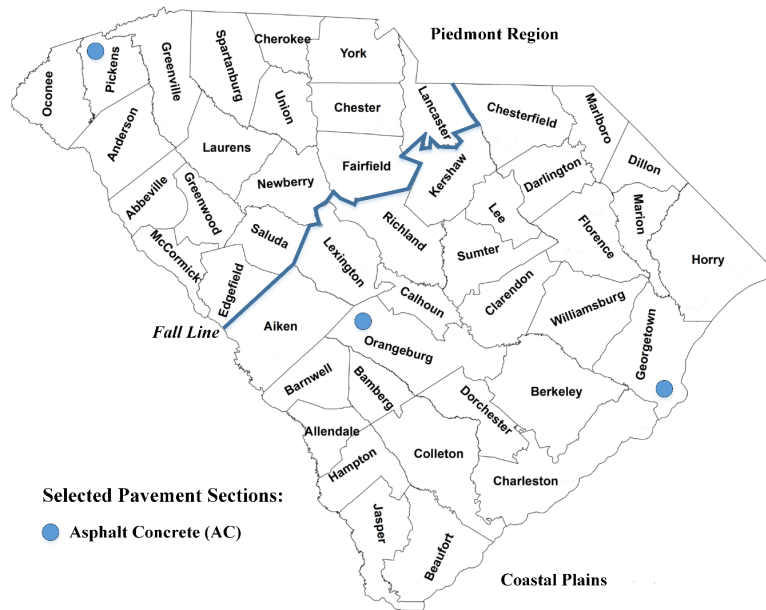 Piedmont Region
Cherokee
York
Spartanburg
Greenville
Pickens
Oconee
Union
Chester
Lancaster
Chesterfield
Marlboro
Anderson
Laurens
Fairfield
Kershaw
Darlington
Dillon
Abbeville
Greenwood
Newberry
Lee
Marion
Saluda
Richland
Florence
McCormick
Lexington
Sumter
Horry
Edgefield
Calhoun
Clarendon
Williamsburg
Fall Line
Aiken
Orangeburg
Georgetown
Barnwell
Bamberg
Berkeley
Dorchester
Allendale
Colleton
Hampton
Charleston
Selected Pavement Sections:
Jasper
Asphalt Concrete (AC)
Beaufort
Coastal Plains